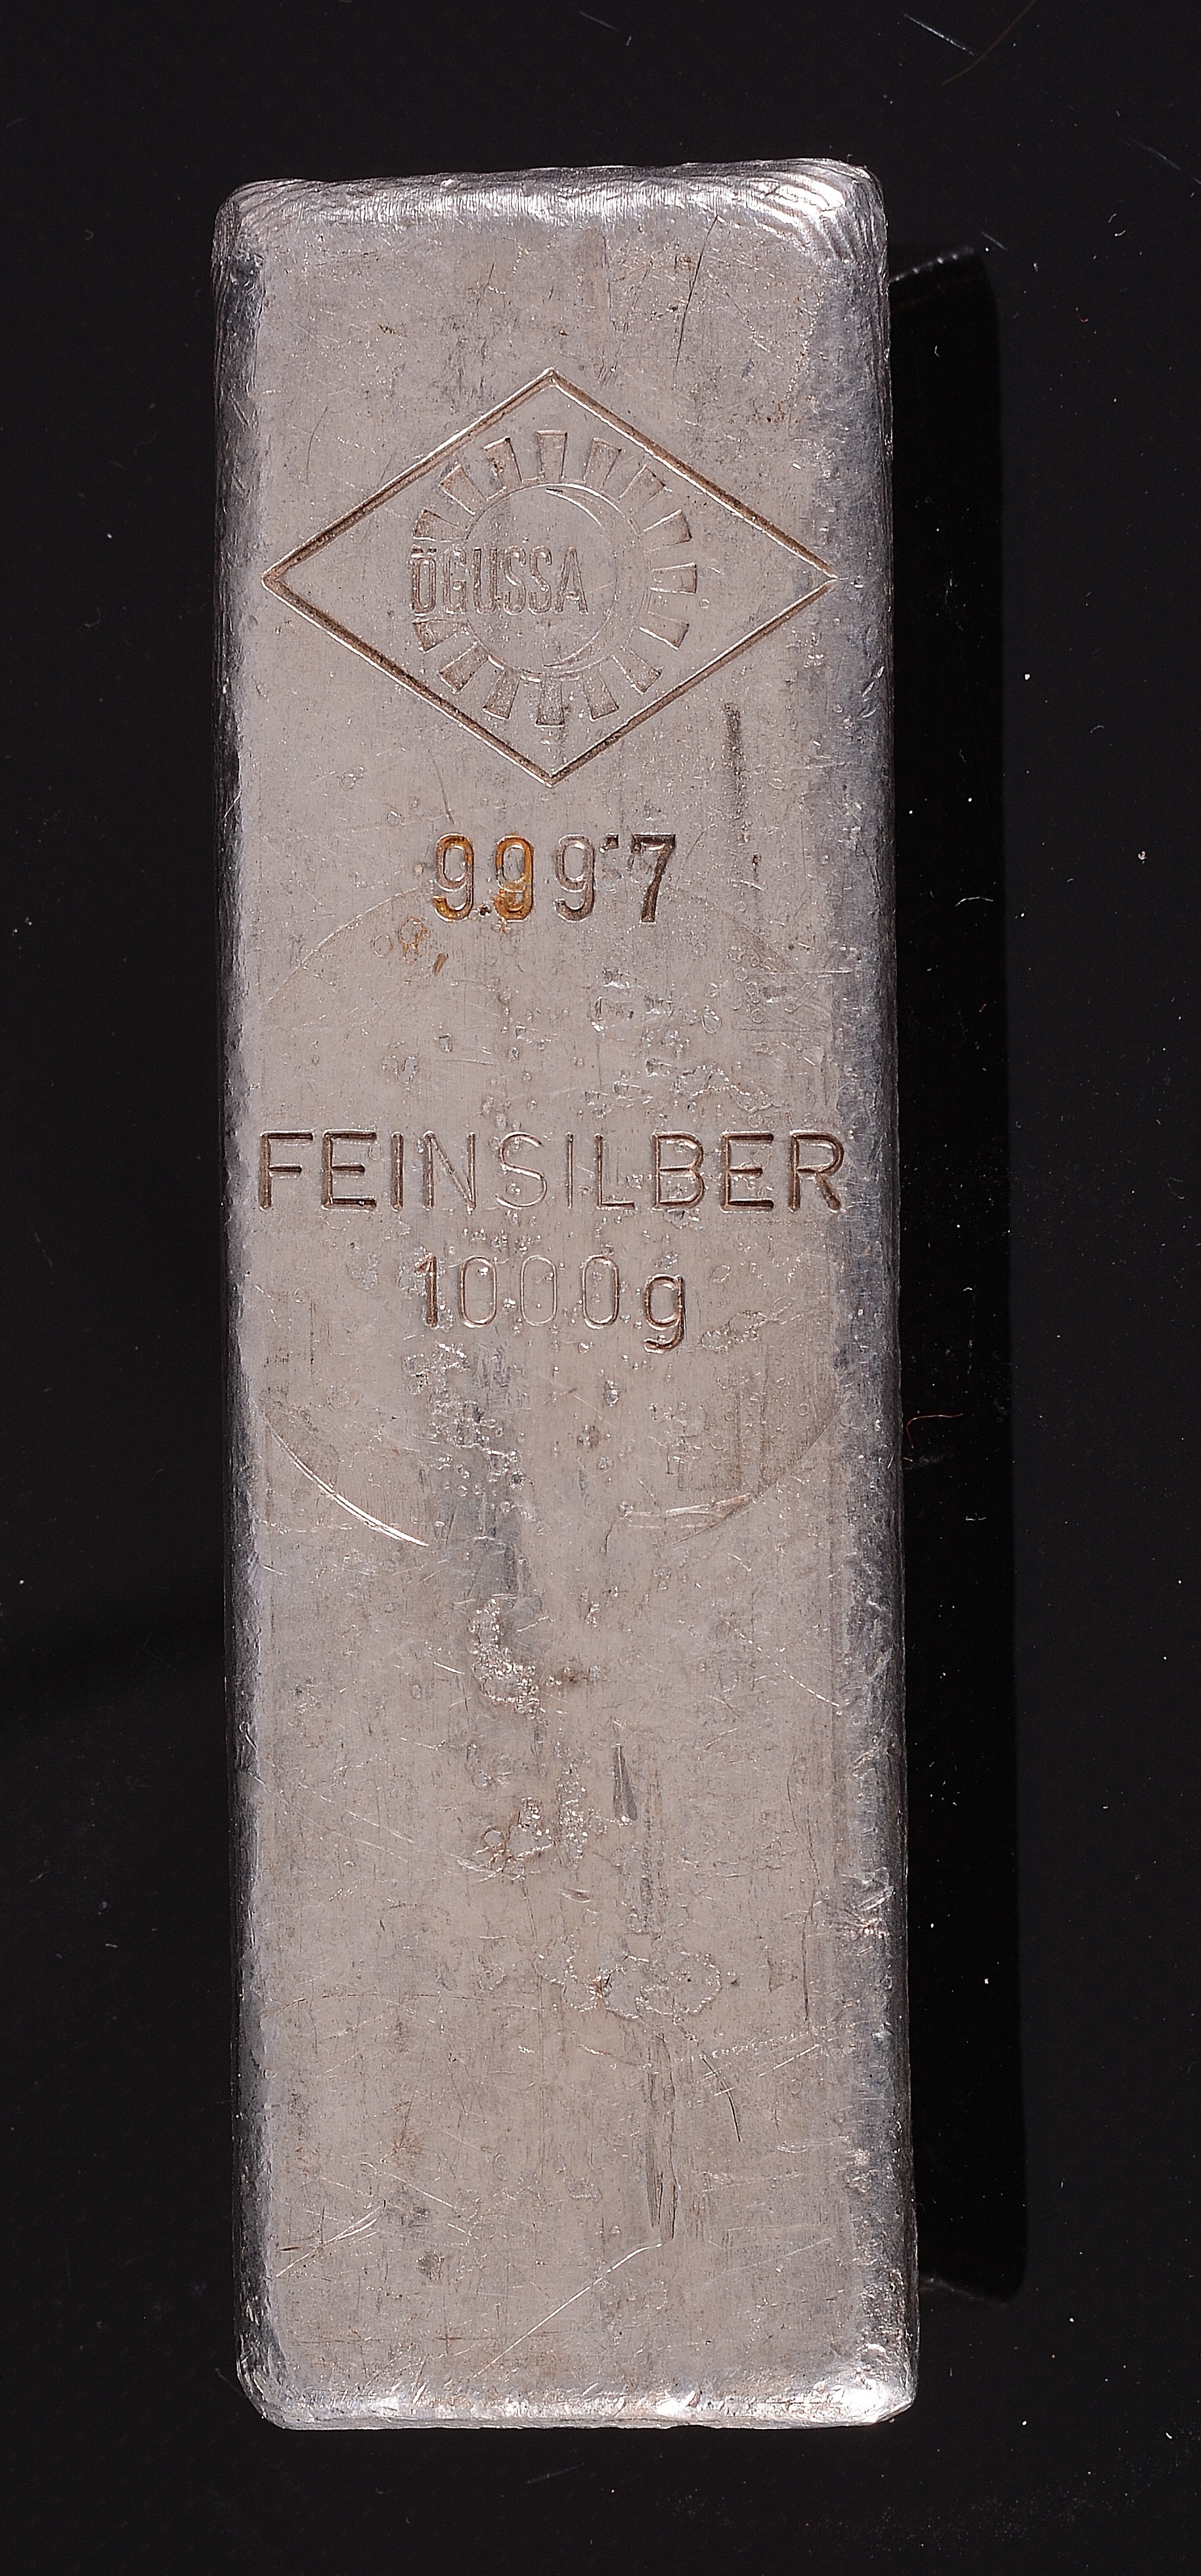 ÖGUSSA
999'7
FEINSILBER
1000g